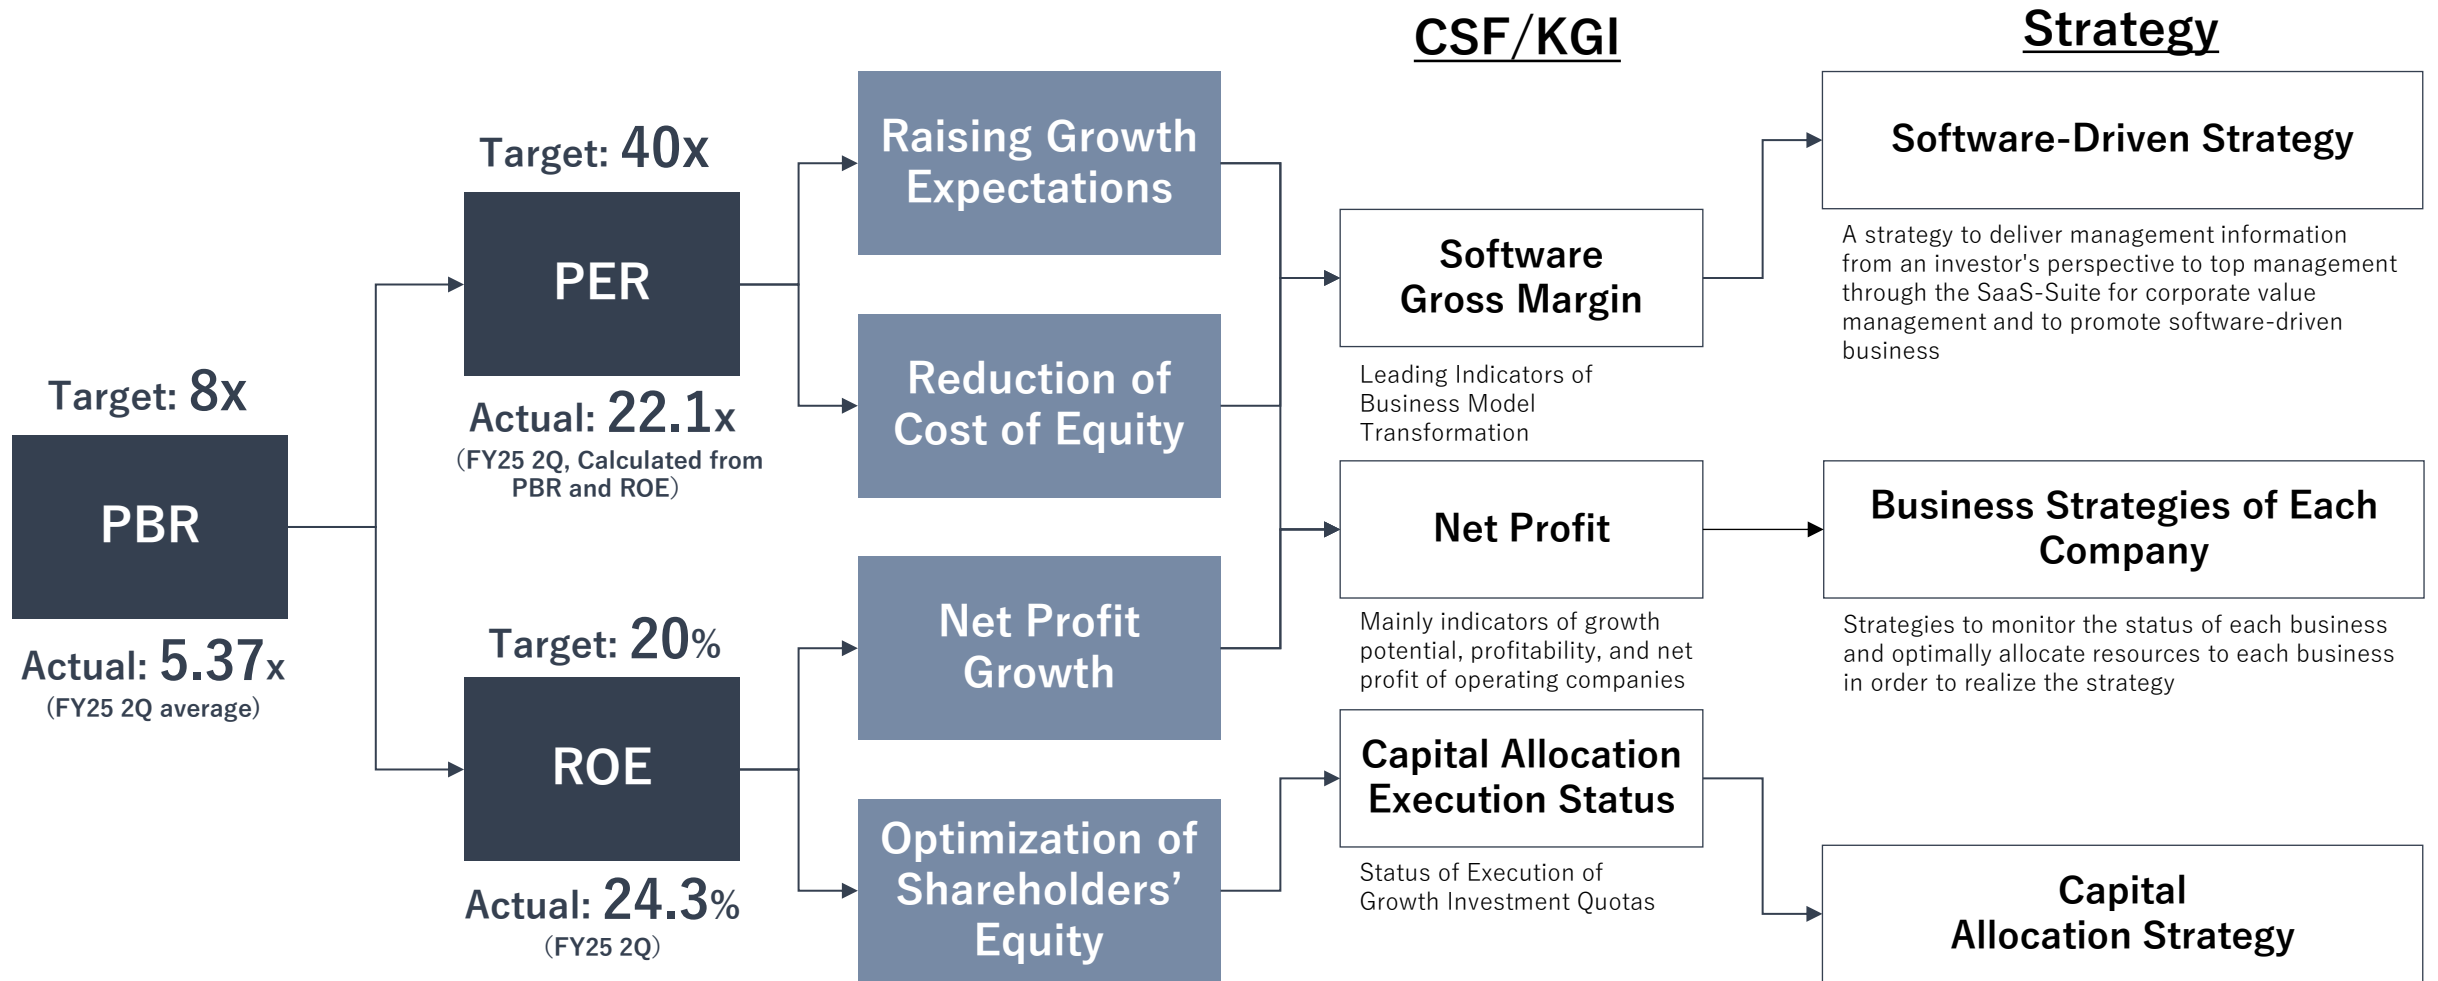 CSF/KGI
Strategy
Target: 8x
PBR
Actual: 5.37x
(FY25 2Q average)
Target: 40x
PER
Actual: 22.1x
(FY25 2Q, Calculated from
PBR and ROE)
Target: 20%
ROE
Actual: 24.3%
(FY25 2Q)
Raising Growth
Expectations
Reduction of
Cost of Equity
Net Profit
Growth
Optimization of
Shareholders’
Equity
Software
Gross Margin
Leading Indicators of
Business Model
Transformation
Net Profit
Mainly indicators of growth
potential, profitability, and net
profit of operating companies
Capital Allocation
Execution Status
Status of Execution of
Growth Investment Quotas
Software-Driven Strategy
A strategy to deliver management information
from an investor's perspective to top management
through the SaaS-Suite for corporate value
management and to promote software-driven
business
Business Strategies of Each
Company
Strategies to monitor the status of each business
and optimally allocate resources to each business
in order to realize the strategy
Capital
Allocation Strategy